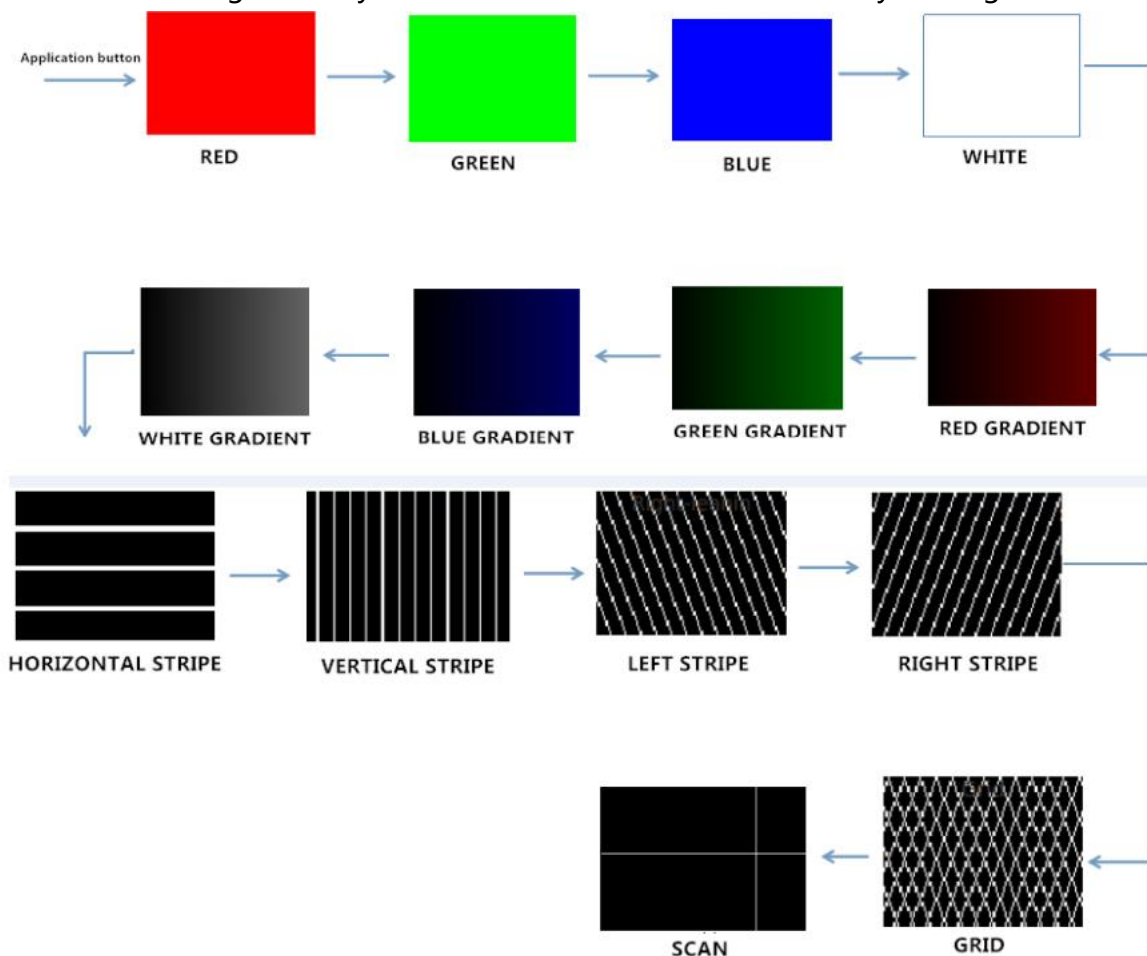 Application button
RED
GREEN
BLUE
WHITE
WHITE GRADIENT
BLUE GRADIENT
GREEN GRADIENT
RED GRADIENT
HORIZONTAL STRIPE
VERTICAL STRIPE
LEFT STRIPE
RIGHT STRIPE
SCAN
GRID